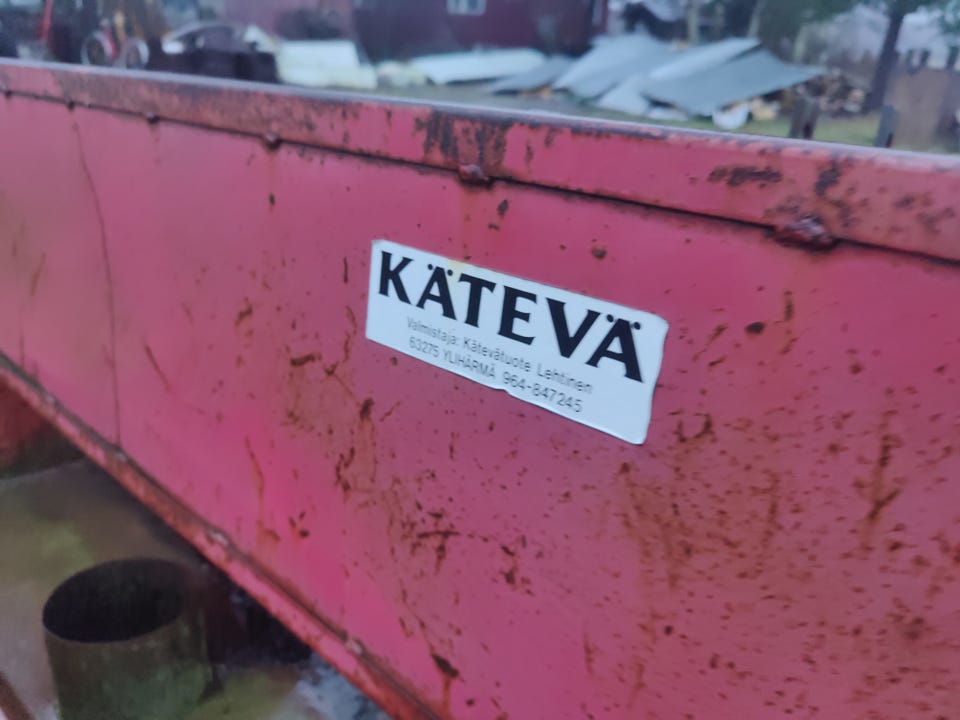 KÄTEVÄ
Valmistaja: Kätevätuote Lehtinen
63275 YLIHÄRMÄ 964-847245